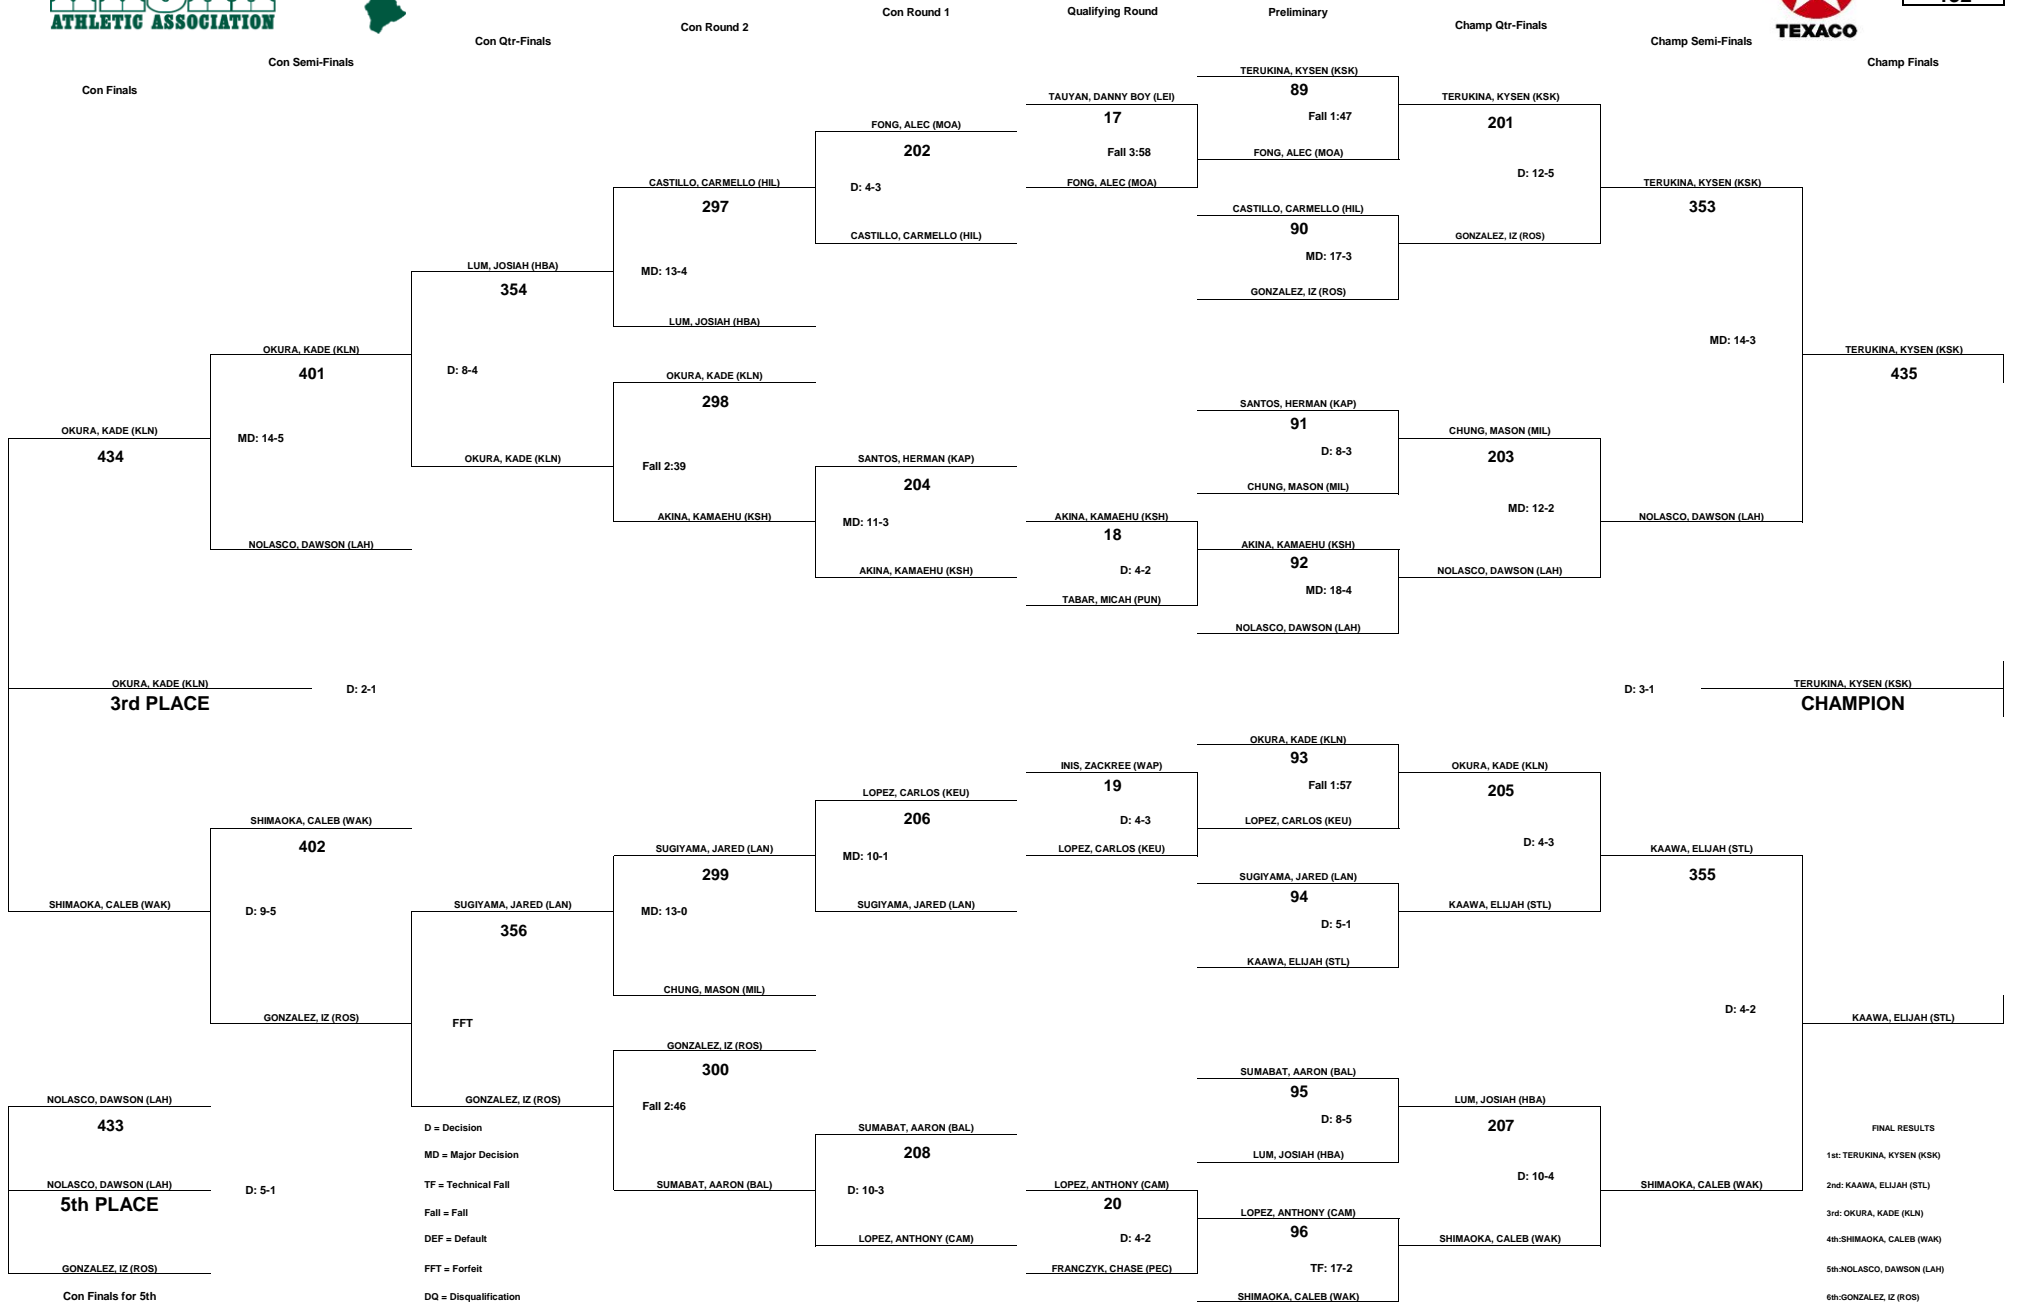 ATHLETIC ASSOCIATION
TEXACO
Con Finals
Con Semi-Finals
Con Qtr-Finals
Con Round 2
Con Round 1
Qualifying Round
Preliminary
Champ Qtr-Finals
Champ Semi-Finals
Champ Finals
OKURA, KADE (KLN)
434
SHIMAOKA, CALEB (WAK)
OKURA, KADE (KLN)
3rd PLACE
D: 2-1
NOLASCO, DAWSON (LAH)
433
NOLASCO, DAWSON (LAH)
5th PLACE
D: 5-1
GONZALEZ, IZ (ROS)
Con Finals for 5th
OKURA, KADE (KLN)
401
MD: 14-5
NOLASCO, DAWSON (LAH)
SHIMAOKA, CALEB (WAK)
402
D: 9-5
GONZALEZ, IZ (ROS)
LUM, JOSIAH (HBA)
354
D: 8-4
OKURA, KADE (KLN)
SUGIYAMA, JARED (LAN)
356
FFT
GONZALEZ, IZ (ROS)
D = Decision
MD = Major Decision
TF = Technical Fall
Fall = Fall
DEF = Default
FFT = Forfeit
DQ = Disqualification
CASTILLO, CARMELLO (HIL)
297
MD: 13-4
LUM, JOSIAH (HBA)
OKURA, KADE (KLN)
298
Fall 2:39
AKINA, KAMAEHU (KSH)
SUGIYAMA, JARED (LAN)
299
MD: 13-0
CHUNG, MASON (MIL)
GONZALEZ, IZ (ROS)
300
Fall 2:46
SUMABAT, AARON (BAL)
FONG, ALEC (MOA)
202
D: 4-3
CASTILLO, CARMELLO (HIL)
SANTOS, HERMAN (KAP)
204
MD: 11-3
AKINA, KAMAEHU (KSH)
LOPEZ, CARLOS (KEU)
206
MD: 10-1
SUGIYAMA, JARED (LAN)
SUMABAT, AARON (BAL)
208
D: 10-3
LOPEZ, ANTHONY (CAM)
TAUYAN, DANNY BOY (LEI)
17
Fall 3:58
FONG, ALEC (MOA)
AKINA, KAMAEHU (KSH)
18
D: 4-2
TABAR, MICAH (PUN)
INIS, ZACKREE (WAP)
19
D: 4-3
LOPEZ, CARLOS (KEU)
LOPEZ, ANTHONY (CAM)
20
D: 4-2
FRANCZYK, CHASE (PEC)
TERUKINA, KYSEN (KSK)
89
Fall 1:47
FONG, ALEC (MOA)
CASTILLO, CARMELLO (HIL)
90
MD: 17-3
GONZALEZ, IZ (ROS)
SANTOS, HERMAN (KAP)
91
D: 8-3
CHUNG, MASON (MIL)
AKINA, KAMAEHU (KSH)
92
MD: 18-4
NOLASCO, DAWSON (LAH)
OKURA, KADE (KLN)
93
Fall 1:57
LOPEZ, CARLOS (KEU)
SUGIYAMA, JARED (LAN)
94
D: 5-1
KAAWA, ELIJAH (STL)
SUMABAT, AARON (BAL)
95
D: 8-5
LUM, JOSIAH (HBA)
LOPEZ, ANTHONY (CAM)
96
TF: 17-2
SHIMAOKA, CALEB (WAK)
TERUKINA, KYSEN (KSK)
201
D: 12-5
GONZALEZ, IZ (ROS)
CHUNG, MASON (MIL)
203
MD: 12-2
NOLASCO, DAWSON (LAH)
OKURA, KADE (KLN)
205
D: 4-3
KAAWA, ELIJAH (STL)
LUM, JOSIAH (HBA)
207
D: 10-4
SHIMAOKA, CALEB (WAK)
TERUKINA, KYSEN (KSK)
353
MD: 14-3
NOLASCO, DAWSON (LAH)
KAAWA, ELIJAH (STL)
355
D: 4-2
SHIMAOKA, CALEB (WAK)
TERUKINA, KYSEN (KSK)
435
D: 3-1
TERUKINA, KYSEN (KSK)
CHAMPION
KAAWA, ELIJAH (STL)
FINAL RESULTS
1st: TERUKINA, KYSEN (KSK)
2nd: KAAWA, ELIJAH (STL)
3rd: OKURA, KADE (KLN)
4th:SHIMAOKA, CALEB (WAK)
5th:NOLASCO, DAWSON (LAH)
6th:GONZALEZ, IZ (ROS)